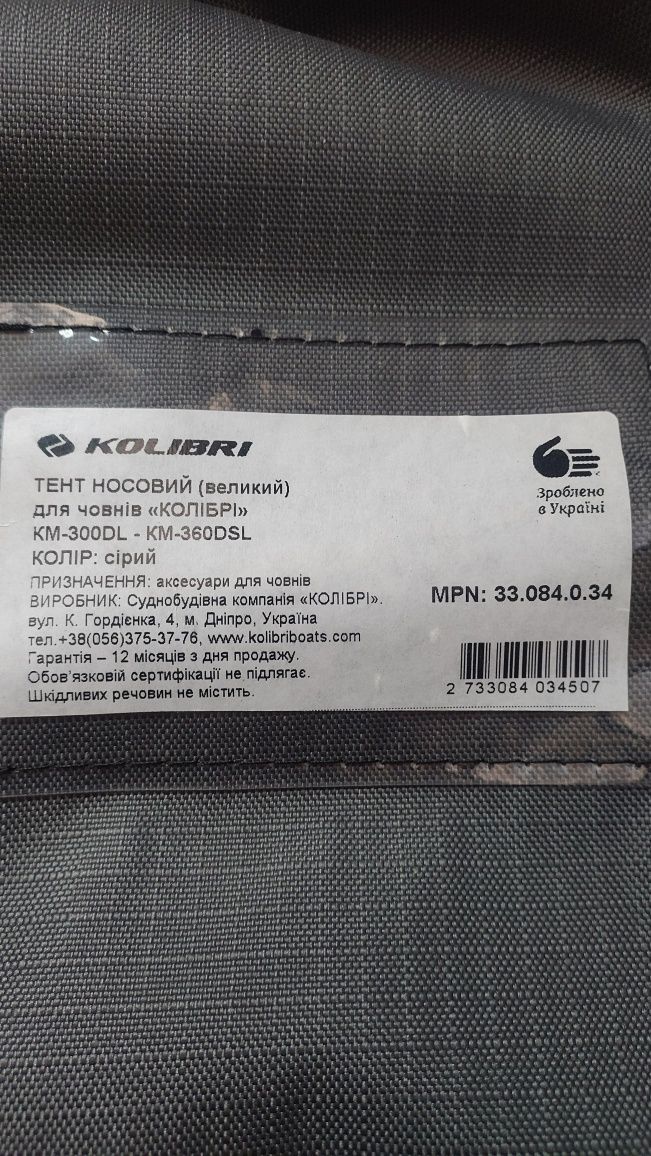 KOLIBRI
Зроблено
в Україні
ТЕНТ НОСОВИЙ (великий)
для човнів «КОЛІБРІ»
КМ-300DL - КМ-360DSL
КОЛІР: сірий
ПРИЗНАЧЕННЯ: аксесуари для човнів
ВИРОБНИК: Суднобудівна компанія «КОЛІБРІ».
MPN: 33.084.0.34
вул. К. Гордієнка, 4, м. Дніпро, Україна
тел.+38(056)375-37-76, www.kolibriboats.com
Гарантія – 12 місяців з дня продажу.
Обов'язковій сертифікації не підлягає.
Шкідливих речовин не містить.
2 733084 034507